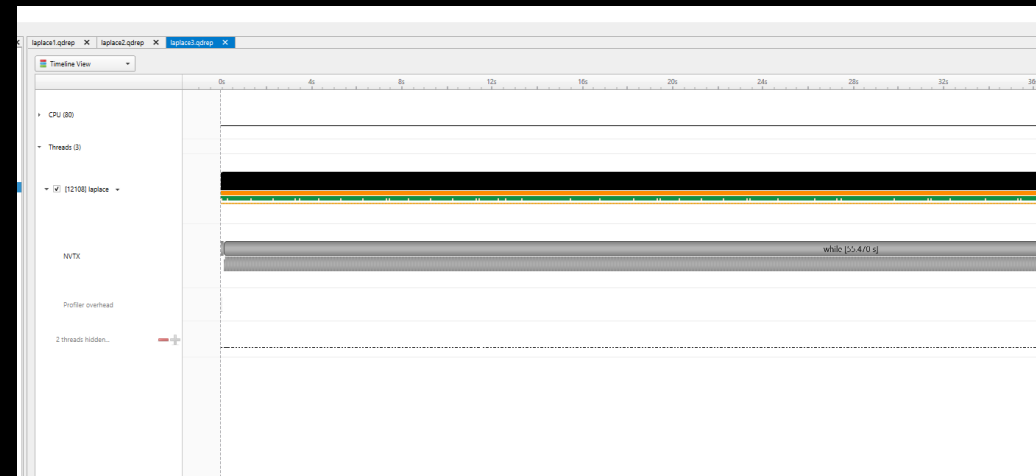 laplace1.qdrep X laplace2.qdrep X laplace3.qdrep X
Timeline View
0s 4s 8s 12s 16s 20s 24s 28s 32s 36
CPU (80)
Threads (3)
[12108] laplace
NVTX
while [55.470 s]
Profiler overhead
2 threads hidden...